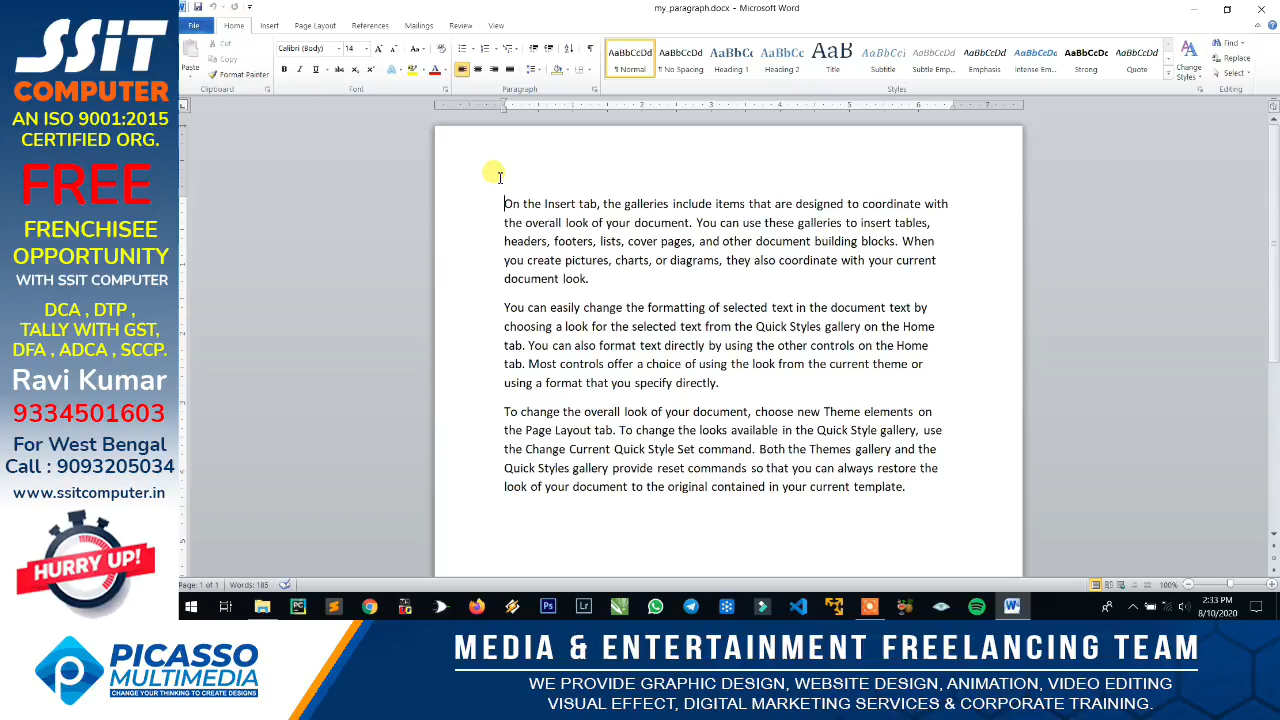 my_paragraph.docx - Microsoft Word
File Home Insert Page Layout References Mailings Review View
Paste
Cut
Copy
Format Painter
Clipboard
Calibri (Body) 14
Font
Paragraph
AaBbCcDd AaBbCcDd AaBbCc AaBbCc AaB AaBbCcI AaBbCcDd AaBbCcDd AaBbCcDd AaBbCcDd AaBbCcDd
¶ Normal ¶ No Spacing Heading 1 Heading 2 Title Subtitle Subtle Emp... Emphasis Intense Em... Strong Quote
Styles
Change
Styles
Find
Replace
Select
Editing
SSiT
COMPUTER
AN ISO 9001:2015
CERTIFIED ORG.
FREE
FRENCHISEE
OPPORTUNITY
WITH SSIT COMPUTER
DCA , DTP ,
TALLY WITH GST,
DFA , ADCA , SCCP.
Ravi Kumar
9334501603
For West Bengal
Call : 9093205034
www.ssitcomputer.in
HURRY UP!
1 2 3 4 5 6 7
On the Insert tab, the galleries include items that are designed to coordinate with
the overall look of your document. You can use these galleries to insert tables,
headers, footers, lists, cover pages, and other document building blocks. When
you create pictures, charts, or diagrams, they also coordinate with your current
document look.
You can easily change the formatting of selected text in the document text by
choosing a look for the selected text from the Quick Styles gallery on the Home
tab. You can also format text directly by using the other controls on the Home
tab. Most controls offer a choice of using the look from the current theme or
using a format that you specify directly.
To change the overall look of your document, choose new Theme elements on
the Page Layout tab. To change the looks available in the Quick Style gallery, use
the Change Current Quick Style Set command. Both the Themes gallery and the
Quick Styles gallery provide reset commands so that you can always restore the
look of your document to the original contained in your current template.
Page: 1 of 1 Words: 185
100%
2:33 PM
8/10/2020
PICASSO
MULTIMEDIA
CHANGE YOUR THINKING TO CREATE DESIGNS
MEDIA & ENTERTAINMENT FREELANCING TEAM
WE PROVIDE GRAPHIC DESIGN, WEBSITE DESIGN, ANIMATION, VIDEO EDITING
VISUAL EFFECT, DIGITAL MARKETING SERVICES & CORPORATE TRAINING.